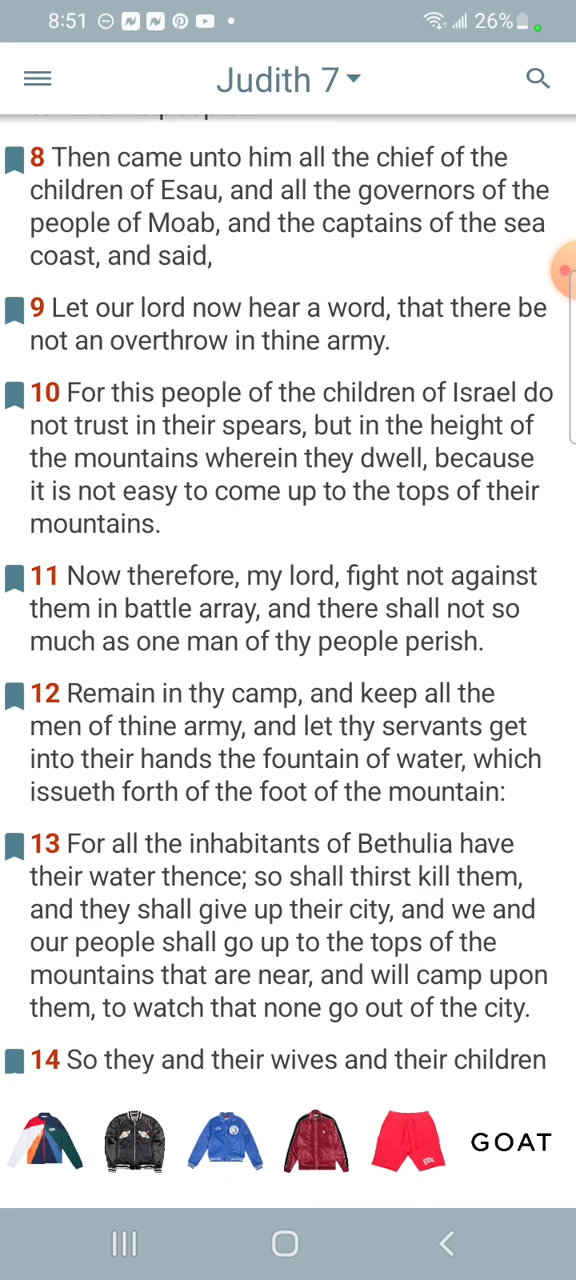 8:51
26%
Judith 7
8 Then came unto him all the chief of the
children of Esau, and all the governors of the
people of Moab, and the captains of the sea
coast, and said,
9 Let our lord now hear a word, that there be
not an overthrow in thine army.
10 For this people of the children of Israel do
not trust in their spears, but in the height of
the mountains wherein they dwell, because
it is not easy to come up to the tops of their
mountains.
11 Now therefore, my lord, fight not against
them in battle array, and there shall not so
much as one man of thy people perish.
12 Remain in thy camp, and keep all the
men of thine army, and let thy servants get
into their hands the fountain of water, which
issueth forth of the foot of the mountain:
13 For all the inhabitants of Bethulia have
their water thence; so shall thirst kill them,
and they shall give up their city, and we and
our people shall go up to the tops of the
mountains that are near, and will camp upon
them, to watch that none go out of the city.
14 So they and their wives and their children
GOAT